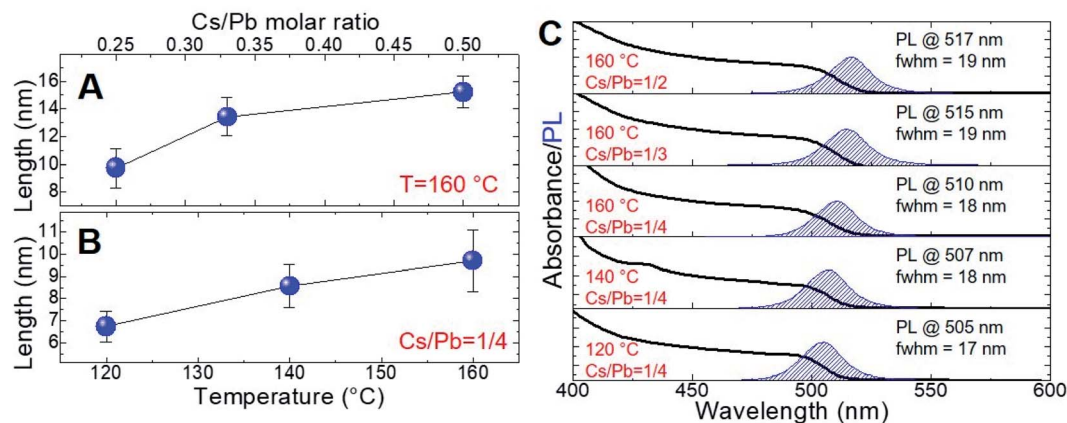 Cs/Pb molar ratio
0.25 0.30 0.35 0.40 0.45 0.50
A
Length (nm)
16
14
12
10
8
T=160 °C
B
Length (nm)
11
10
9
8
7
6
Cs/Pb=1/4
120 130 140 150 160
Temperature (°C)
C
Absorbance/PL
160 °C
Cs/Pb=1/2
PL @ 517 nm
fwhm = 19 nm
160 °C
Cs/Pb=1/3
PL @ 515 nm
fwhm = 19 nm
160 °C
Cs/Pb=1/4
PL @ 510 nm
fwhm = 18 nm
140 °C
Cs/Pb=1/4
PL @ 507 nm
fwhm = 18 nm
120 °C
Cs/Pb=1/4
PL @ 505 nm
fwhm = 17 nm
400 450 500 550 600
Wavelength (nm)